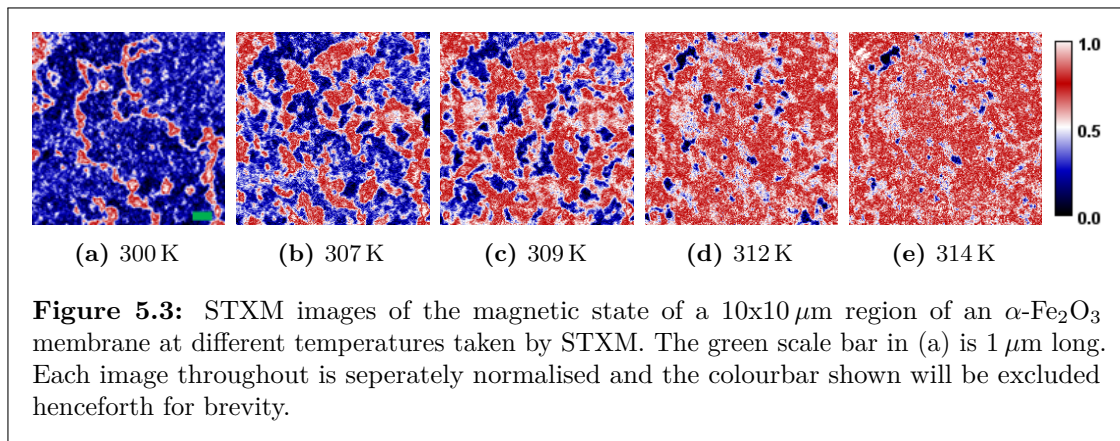 1.0
0.5
0.0
(a) 300 K (b) 307 K (c) 309 K (d) 312 K (e) 314 K
Figure 5.3: STXM images of the magnetic state of a 10x10 μm region of an α-Fe₂O₃
membrane at different temperatures taken by STXM. The green scale bar in (a) is 1 μm long.
Each image throughout is seperately normalised and the colourbar shown will be excluded
henceforth for brevity.